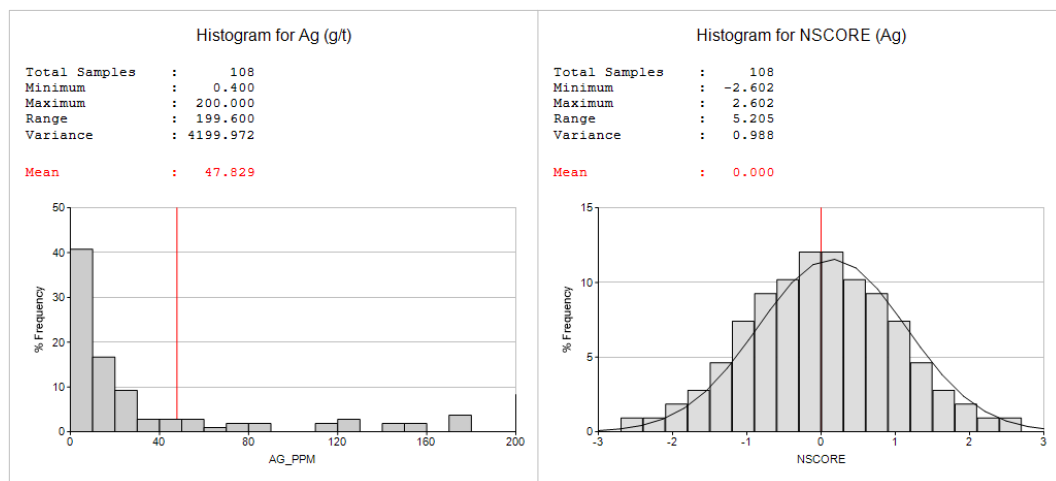 Histogram for Ag (g/t)
Total Samples : 108
Minimum : 0.400
Maximum : 200.000
Range : 199.600
Variance : 4199.972
Mean : 47.829
50
40
30
20
10
0
% Frequency
0 40 80 120 160 200
AG_PPM
Histogram for NSCORE (Ag)
Total Samples : 108
Minimum : -2.602
Maximum : 2.602
Range : 5.205
Variance : 0.988
Mean : 0.000
15
10
5
0
% Frequency
-3 -2 -1 0 1 2 3
NSCORE